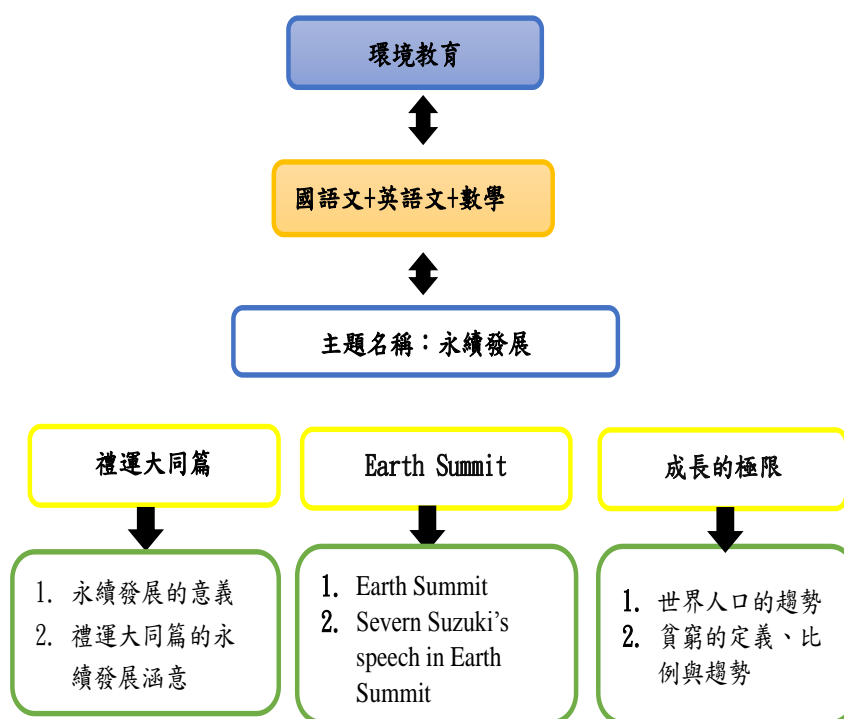 環境教育
國語文+英語文+數學
主題名稱：永續發展
禮運大同篇
Earth Summit
成長的極限
1. 永續發展的意義
2. 禮運大同篇的永
續發展涵意
1. Earth Summit
2. Severn Suzuki’s
speech in Earth
Summit
1. 世界人口的趨勢
2. 貧窮的定義、比
例與趨勢